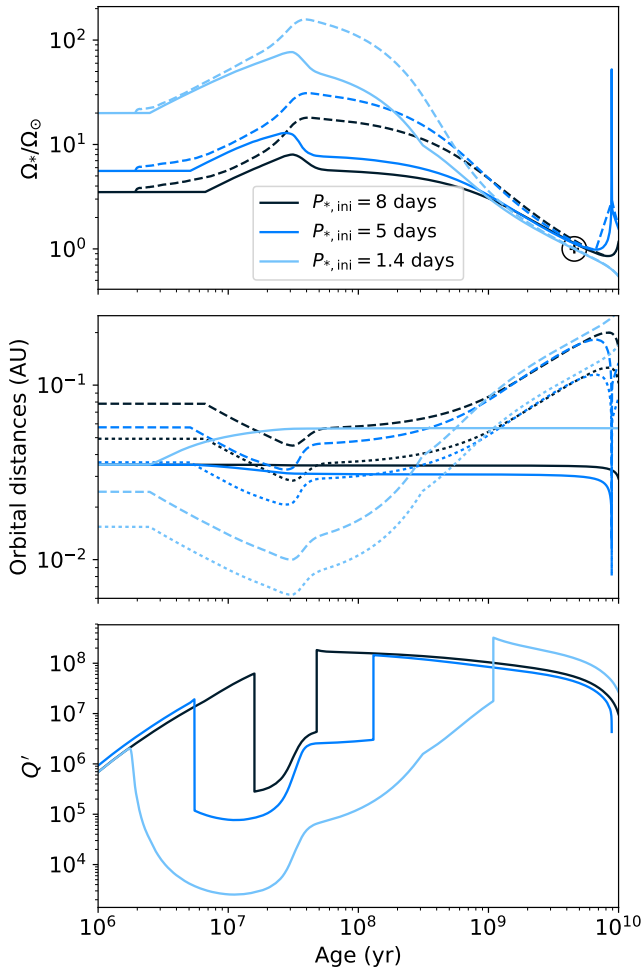 10²
10¹
10⁰
Ω*/Ω☉
P*, ini = 8 days
P*, ini = 5 days
P*, ini = 1.4 days
10⁻¹
10⁻²
Orbital distances (AU)
10⁸
10⁷
10⁶
10⁵
10⁴
Q′
10⁶ 10⁷ 10⁸ 10⁹ 10¹⁰
Age (yr)